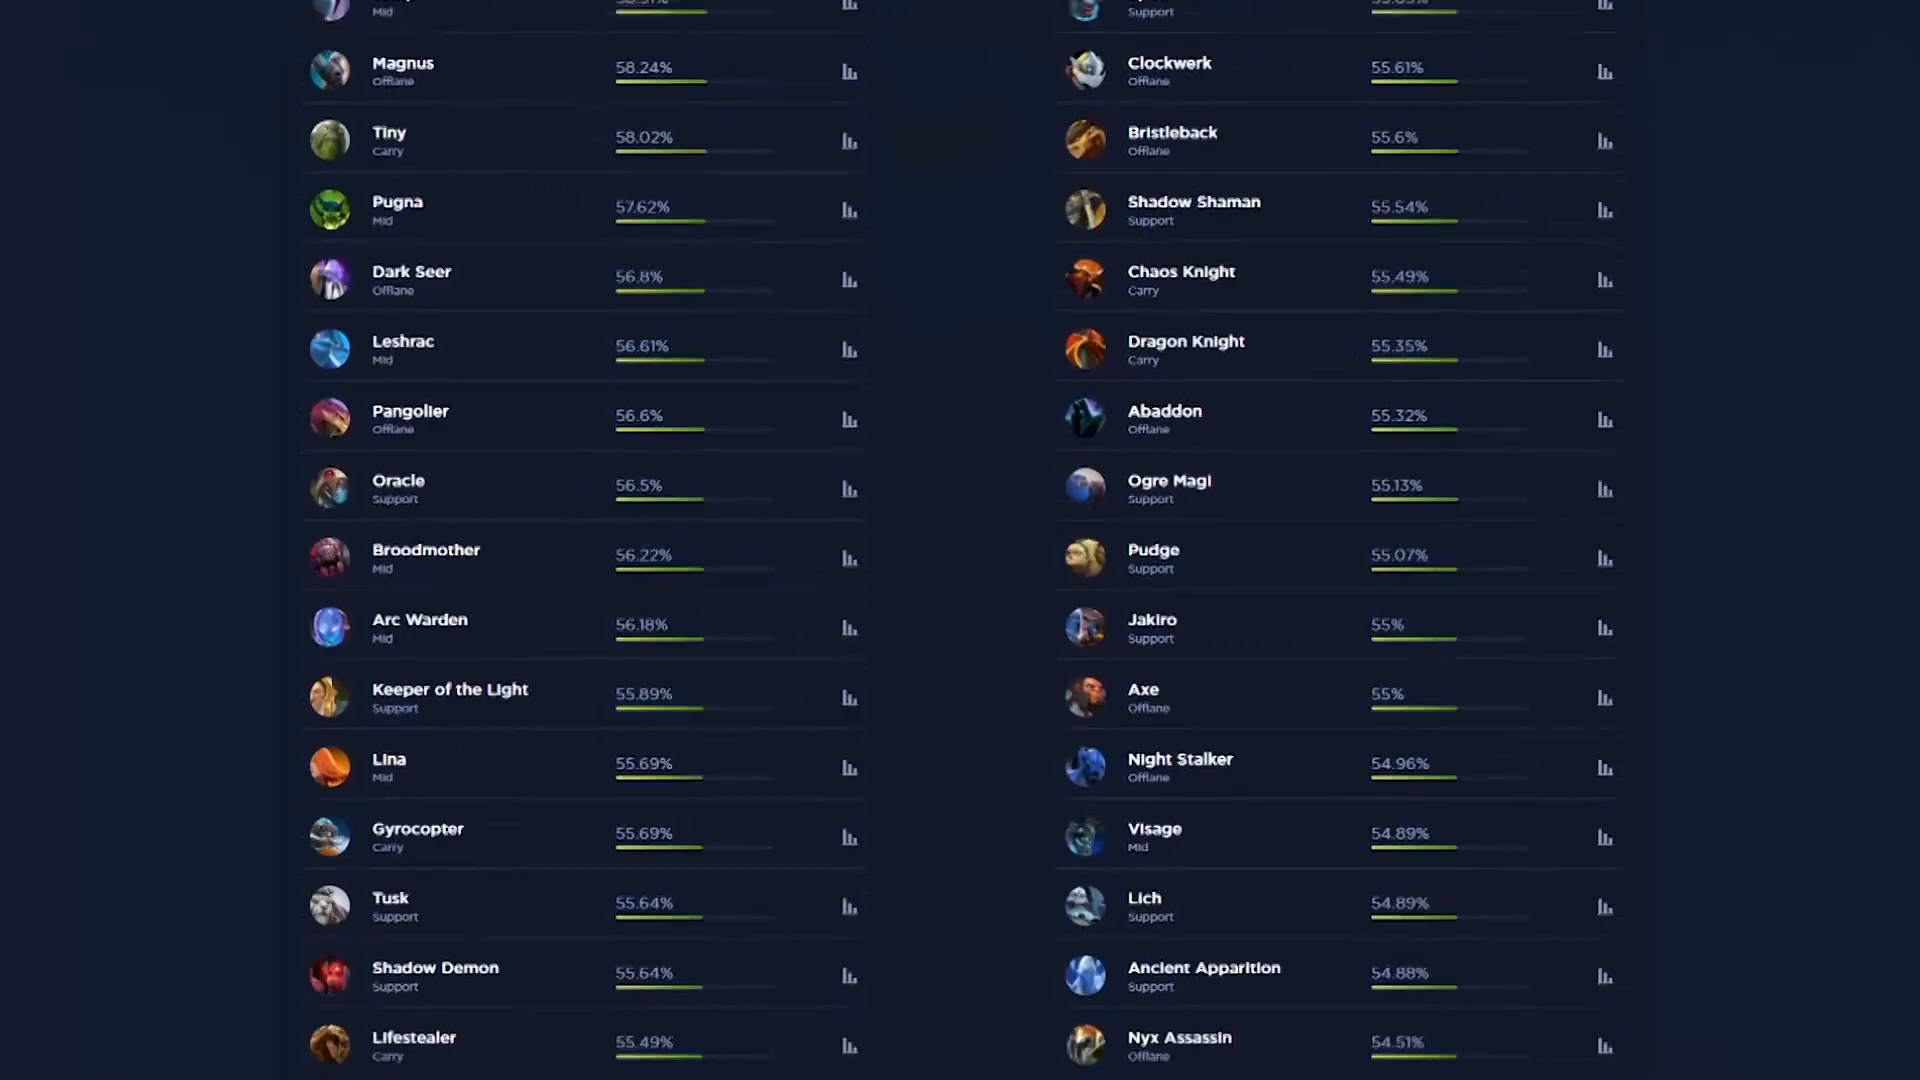 Mid
Magnus
Offlane
58.24%
Tiny
Carry
58.02%
Pugna
Mid
57.62%
Dark Seer
Offlane
56.8%
Leshrac
Mid
56.61%
Pangolier
Offlane
56.6%
Oracle
Support
56.5%
Broodmother
Mid
56.22%
Arc Warden
Mid
56.18%
Keeper of the Light
Support
55.89%
Lina
Mid
55.69%
Gyrocopter
Carry
55.69%
Tusk
Support
55.64%
Shadow Demon
Support
55.64%
Lifestealer
Carry
55.49%
Support
Clockwerk
Offlane
55.61%
Bristleback
Offlane
55.6%
Shadow Shaman
Support
55.54%
Chaos Knight
Carry
55.49%
Dragon Knight
Carry
55.35%
Abaddon
Offlane
55.32%
Ogre Magi
Support
55.13%
Pudge
Support
55.07%
Jakiro
Support
55%
Axe
Offlane
55%
Night Stalker
Offlane
54.96%
Visage
Mid
54.89%
Lich
Support
54.89%
Ancient Apparition
Support
54.88%
Nyx Assassin
Offlane
54.51%